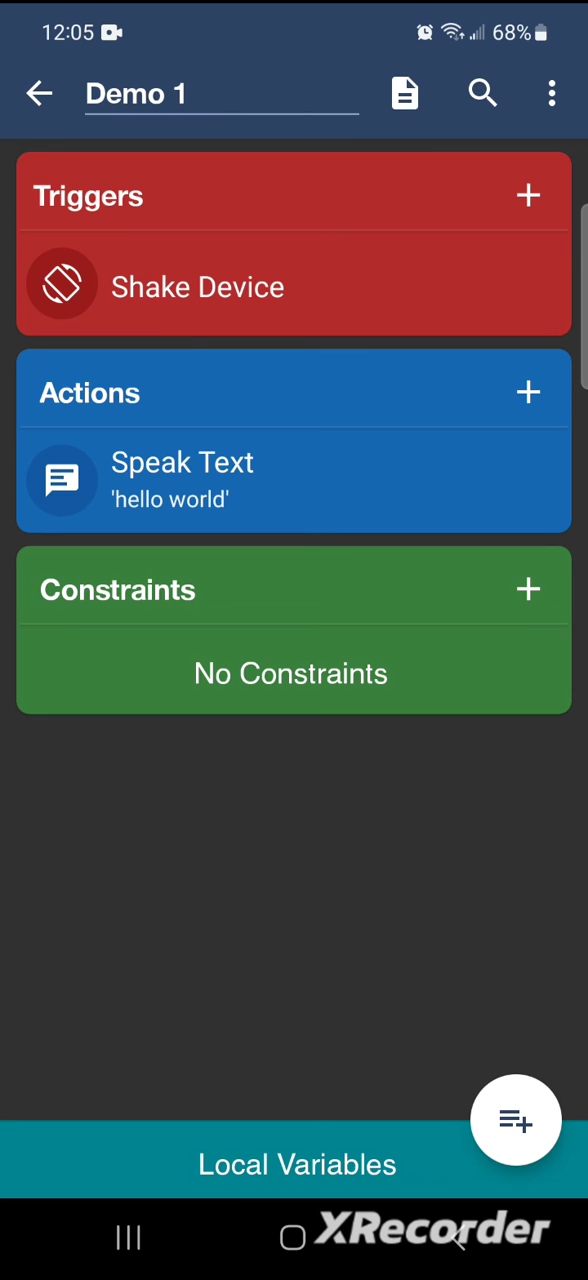 12:05
68%
Demo 1
Triggers
Shake Device
Actions
Speak Text
'hello world'
Constraints
No Constraints
Local Variables
XRecorder